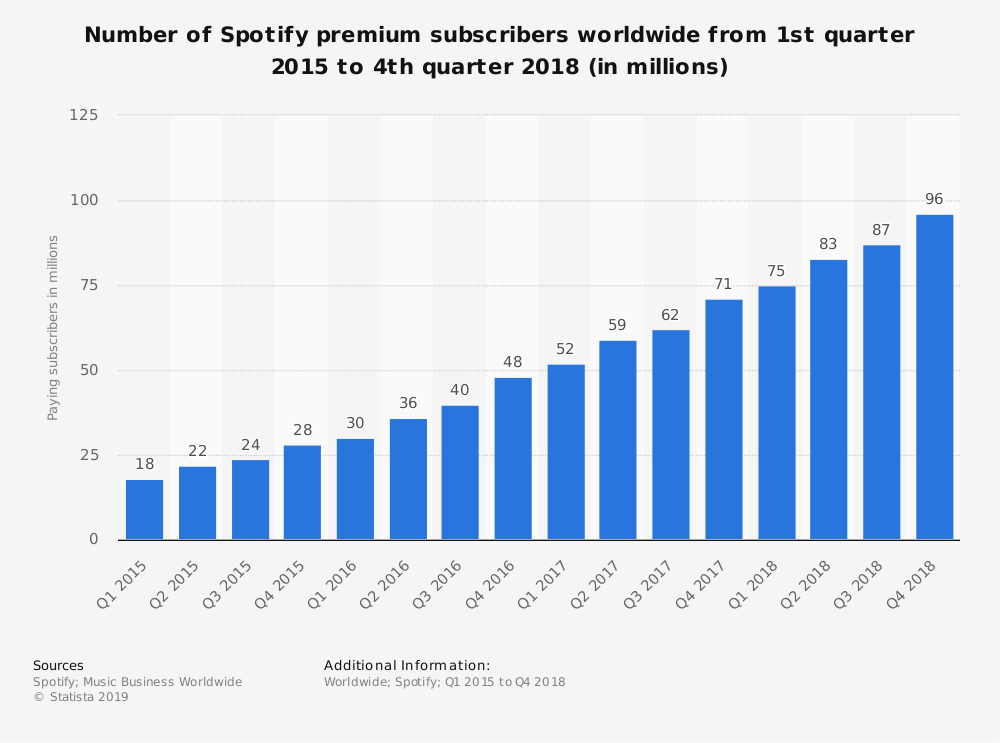 Number of Spotify premium subscribers worldwide from 1st quarter
2015 to 4th quarter 2018 (in millions)
Paying subscribers in millions
125
100
75
50
25
0
18
22
24
28
30
36
40
48
52
59
62
71
75
83
87
96
Q1 2015
Q2 2015
Q3 2015
Q4 2015
Q1 2016
Q2 2016
Q3 2016
Q4 2016
Q1 2017
Q2 2017
Q3 2017
Q4 2017
Q1 2018
Q2 2018
Q3 2018
Q4 2018
Sources
Spotify; Music Business Worldwide
© Statista 2019
Additional Information:
Worldwide; Spotify; Q1 2015 to Q4 2018